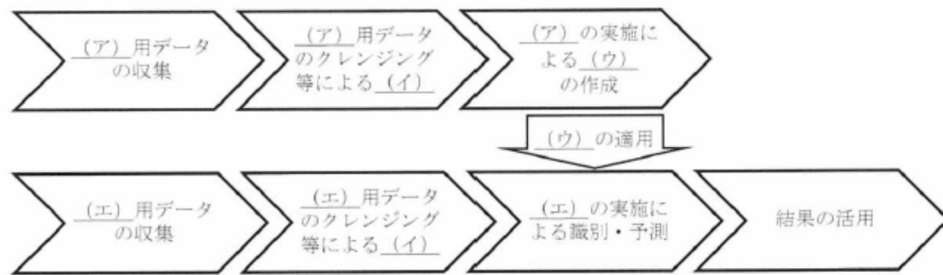 (ア)用データ
の収集
(ア)用データ
のクレンジング
等による(イ)
(ア)の実施に
よる(ウ)
の作成
(ウ)の適用
(エ)用データ
の収集
(エ)用データ
のクレンジング
等による(イ)
(エ)の実施に
よる識別・予測
結果の活用